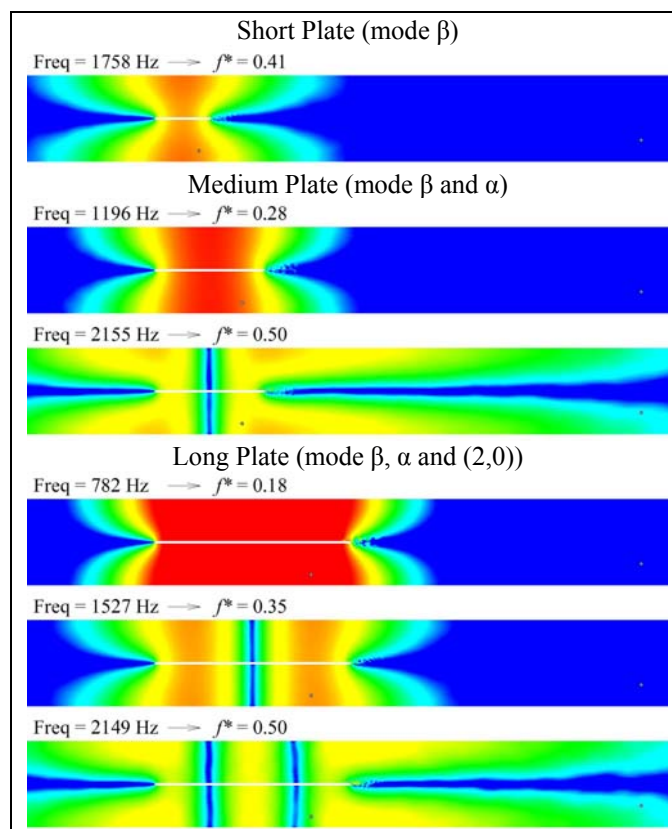 Short Plate (mode β)
Freq = 1758 Hz → f* = 0.41
Medium Plate (mode β and α)
Freq = 1196 Hz → f* = 0.28
Freq = 2155 Hz → f* = 0.50
Long Plate (mode β, α and (2,0))
Freq = 782 Hz → f* = 0.18
Freq = 1527 Hz → f* = 0.35
Freq = 2149 Hz → f* = 0.50